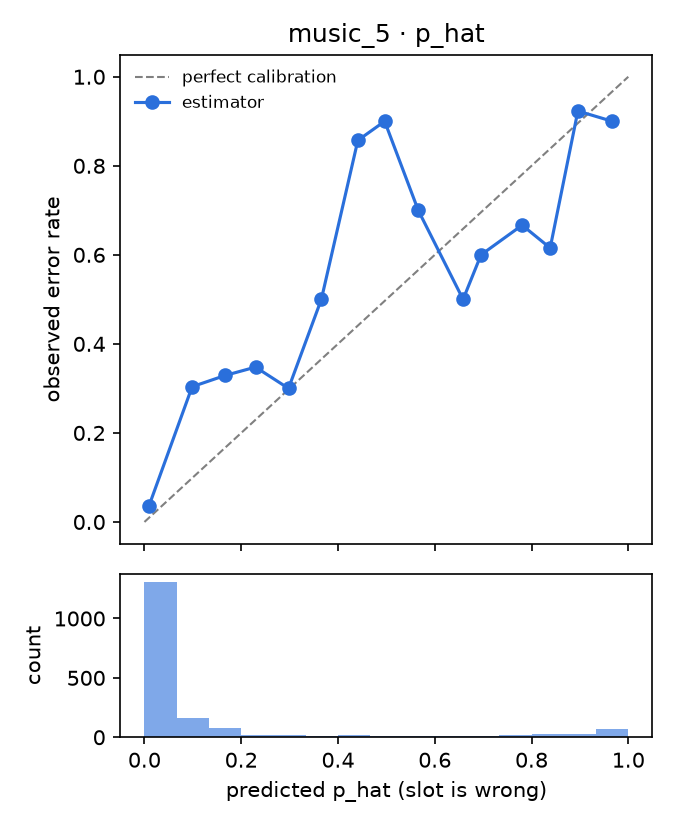 music_5 · p_hat
perfect calibration
estimator
1.0
0.8
0.6
0.4
0.2
0.0
observed error rate
1000
500
0
count
0.0 0.2 0.4 0.6 0.8 1.0
predicted p_hat (slot is wrong)